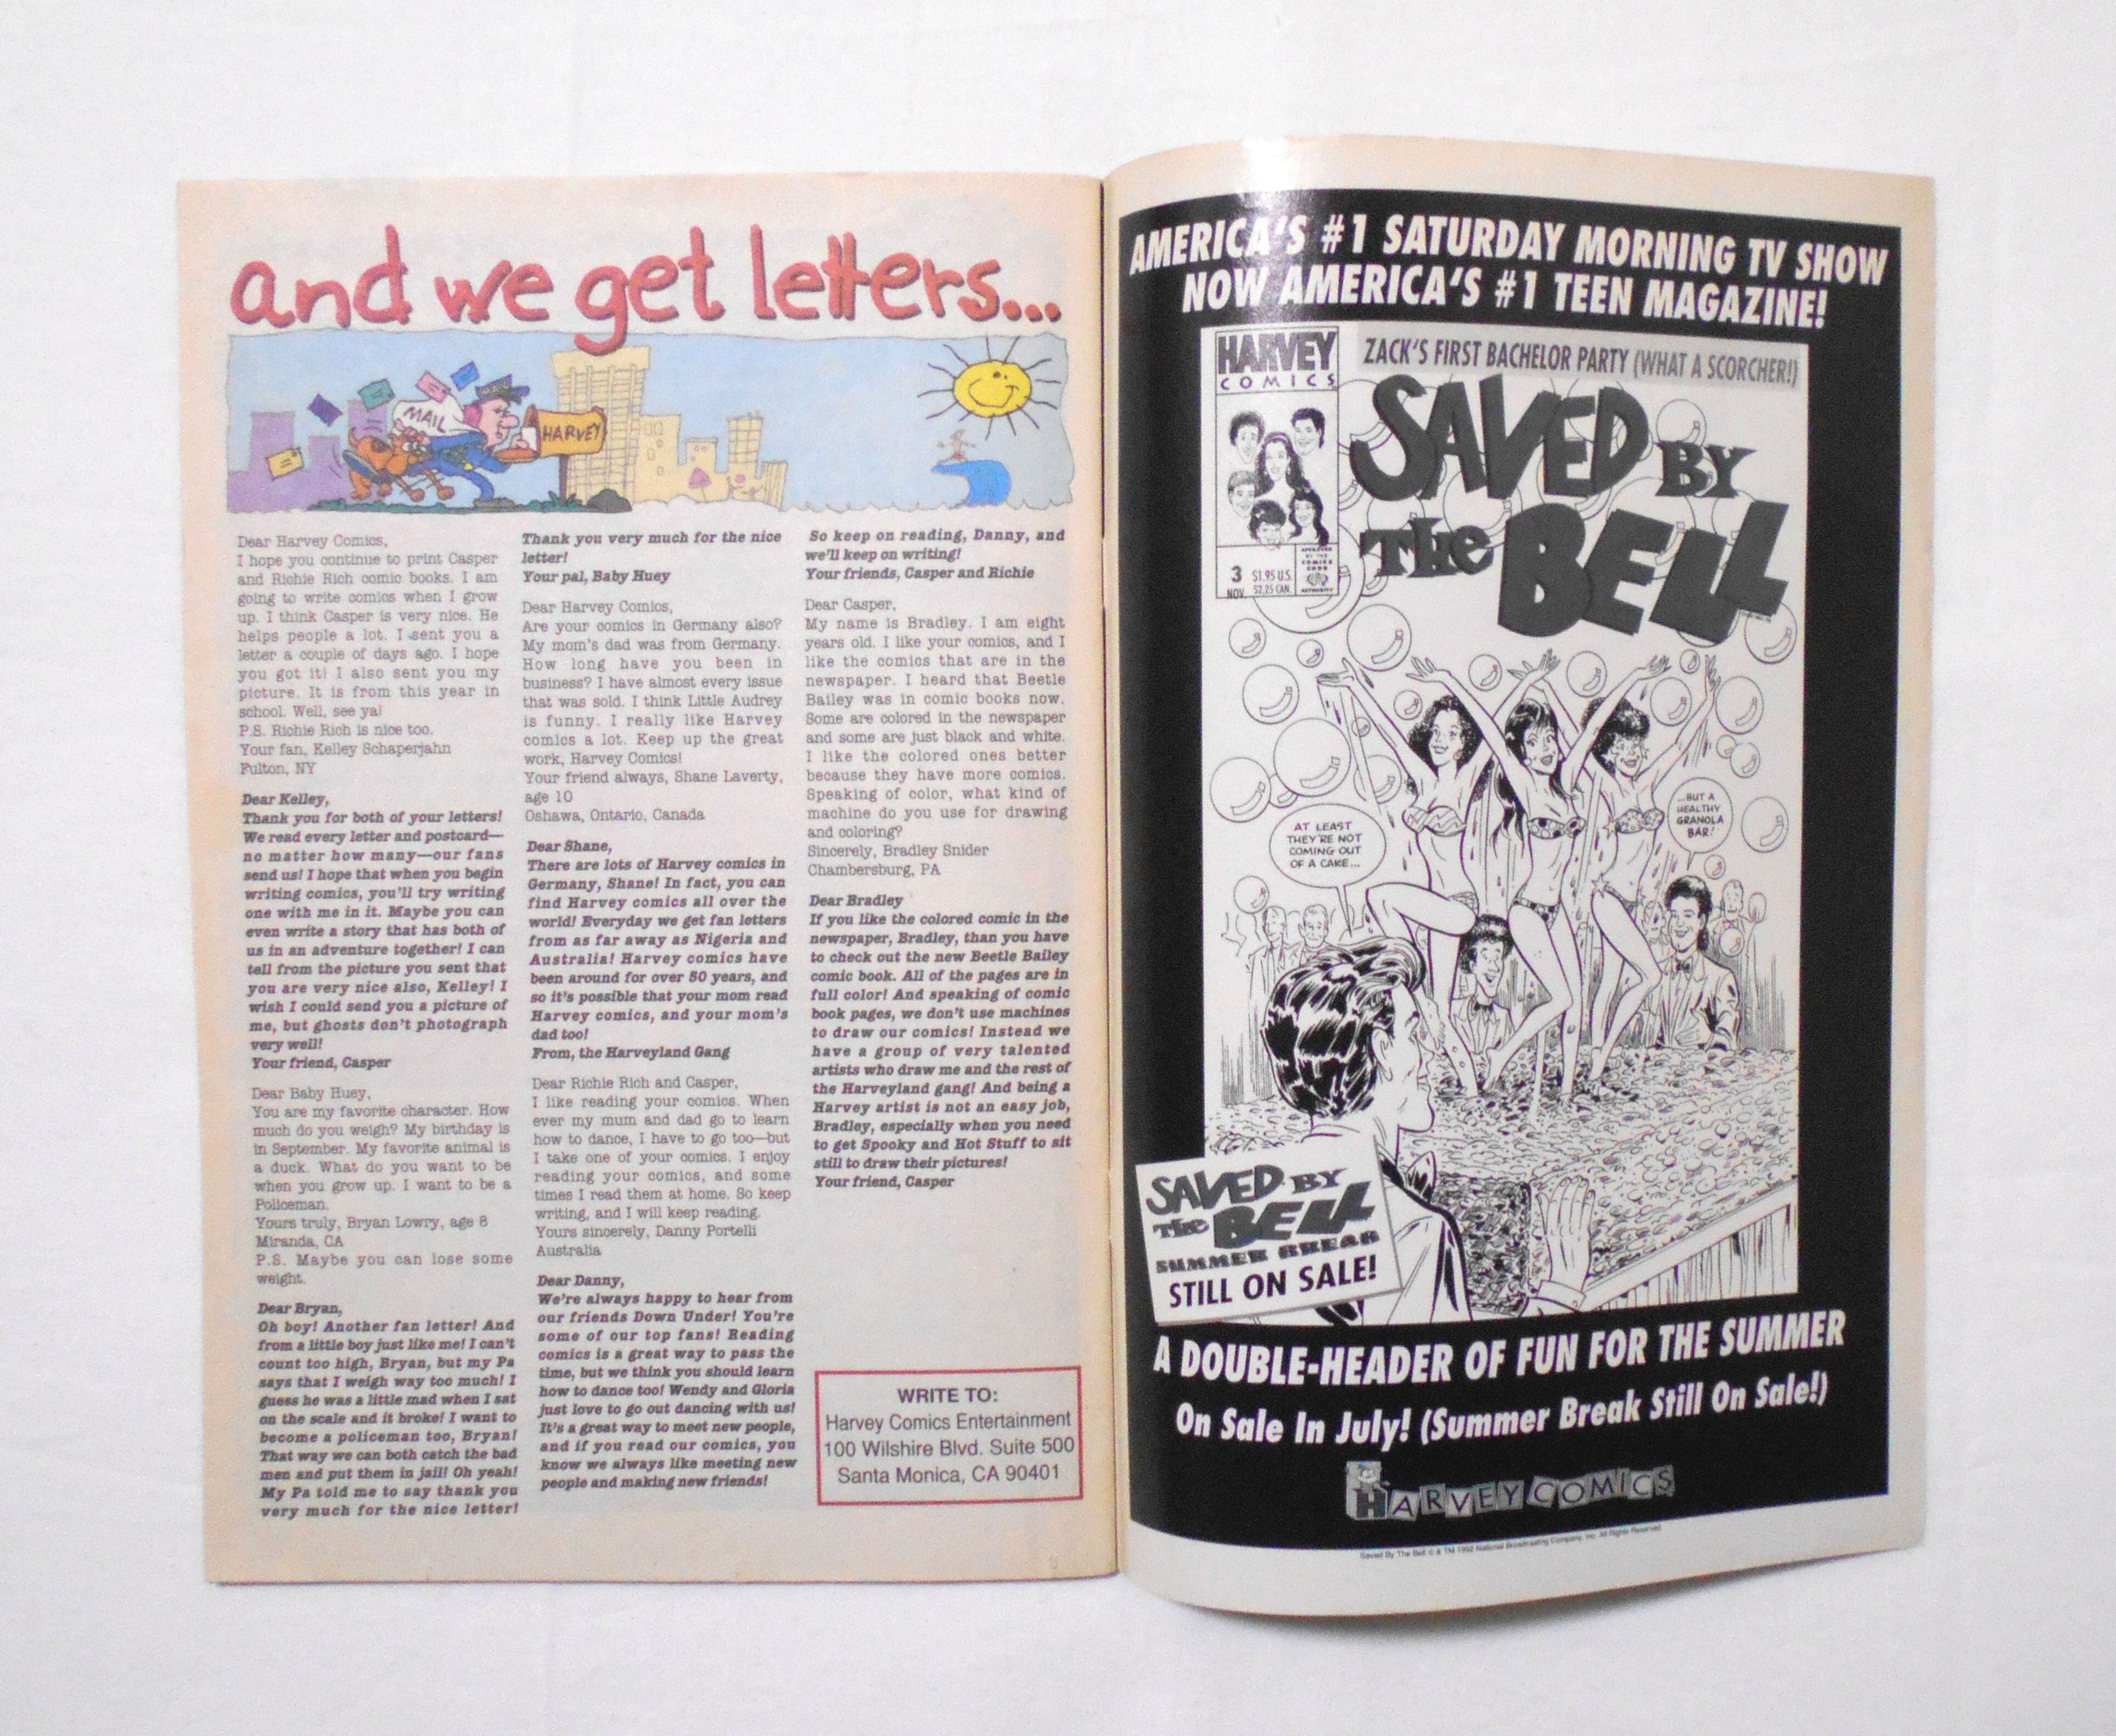 and we get letters...
MAIL
MAIL
HARVEY
Dear Harvey Comics,
I hope you continue to print Casper
and Richie Rich comic books. I am
going to write comics when I grow
up. I think Casper is very nice. He
helps people a lot. I sent you a
letter a couple of days ago. I hope
you got it! I also sent you my
picture. It is from this year in
school. Well, see ya!
P.S. Richie Rich is nice too.
Your fan, Kelley Schaperjahn
Fulton, NY
Dear Kelley,
Thank you for both of your letters!
We read every letter and postcard—
no matter how many—our fans
send us! I hope that when you begin
writing comics, you'll try writing
one with me in it. Maybe you can
even write a story that has both of
us in an adventure together! I can
tell from the picture you sent that
you are very nice also, Kelley! I
wish I could send you a picture of
me, but ghosts don't photograph
very well!
Your friend, Casper
Dear Baby Huey,
You are my favorite character. How
much do you weigh? My birthday is
in September. My favorite animal is
a duck. What do you want to be
when you grow up. I want to be a
Policeman.
Yours truly, Bryan Lowry, age 8
Miranda, CA
P.S. Maybe you can lose some
weight.
Dear Bryan,
Oh boy! Another fan letter! And
from a little boy just like me! I can't
count too high, Bryan, but my Pa
says that I weigh way too much! I
guess he was a little mad when I sat
on the scale and it broke! I want to
become a policeman too, Bryan!
That way we can both catch the bad
men and put them in jail! Oh yeah!
My Pa told me to say thank you
very much for the nice letter!
Thank you very much for the nice
letter!
Your pal, Baby Huey
Dear Harvey Comics,
Are your comics in Germany also?
My mom's dad was from Germany.
How long have you been in
business? I have almost every issue
that was sold. I think Little Audrey
is funny. I really like Harvey
comics a lot. Keep up the great
work, Harvey Comics!
Your friend always, Shane Laverty,
age 10
Oshawa, Ontario, Canada
Dear Shane,
There are lots of Harvey comics in
Germany, Shane! In fact, you can
find Harvey comics all over the
world! Everyday we get fan letters
from as far away as Nigeria and
Australia! Harvey comics have
been around for over 50 years, and
so it's possible that your mom read
Harvey comics, and your mom's
dad too!
From, the Harveyland Gang
Dear Richie Rich and Casper,
I like reading your comics. When
ever my mum and dad go to learn
how to dance, I have to go too—but
I take one of your comics. I enjoy
reading your comics, and some
times I read them at home. So keep
writing, and I will keep reading.
Yours sincerely, Danny Portelli
Australia
Dear Danny,
We're always happy to hear from
our friends Down Under! You're
some of our top fans! Reading
comics is a great way to pass the
time, but we think you should learn
how to dance too! Wendy and Gloria
just love to go out dancing with us!
It's a great way to meet new people,
and if you read our comics, you
know we always like meeting new
people and making new friends!
So keep on reading, Danny, and
we'll keep on writing!
Your friends, Casper and Richie
Dear Casper,
My name is Bradley. I am eight
years old. I like your comics, and I
like the comics that are in the
newspaper. I heard that Beetle
Bailey was in comic books now.
Some are colored in the newspaper
and some are just black and white.
I like the colored ones better
because they have more comics.
Speaking of color, what kind of
machine do you use for drawing
and coloring?
Sincerely, Bradley Snider
Chambersburg, PA
Dear Bradley
If you like the colored comic in the
newspaper, Bradley, than you have
to check out the new Beetle Bailey
comic book. All of the pages are in
full color! And speaking of comic
book pages, we don't use machines
to draw our comics! Instead we
have a group of very talented
artists who draw me and the rest of
the Harveyland gang! And being a
Harvey artist is not an easy job,
Bradley, especially when you need
to get Spooky and Hot Stuff to sit
still to draw their pictures!
Your friend, Casper
WRITE TO:
Harvey Comics Entertainment
100 Wilshire Blvd. Suite 500
Santa Monica, CA 90401
AMERICA'S #1 SATURDAY MORNING TV SHOW
NOW AMERICA'S #1 TEEN MAGAZINE!
HARVEY
COMICS
ZACK'S FIRST BACHELOR PARTY (WHAT A SCORCHER!)
SAVED BY
THE BELL
3
NOV.
$1.95 U.S.
$2.25 CAN.
APPROVED
BY THE
COMICS
CODE
AUTHORITY
AT LEAST
THEY'RE NOT
COMING OUT
OF A CAKE...
...BUT A
HEALTHY
GRANOLA
BAR!
SAVED BY
THE BELL
SUMMER BREAK
STILL ON SALE!
A DOUBLE-HEADER OF FUN FOR THE SUMMER
On Sale In July! (Summer Break Still On Sale!)
HARVEY COMICS
Saved By The Bell © & TM 1992 National Broadcasting Company, Inc. All Rights Reserved